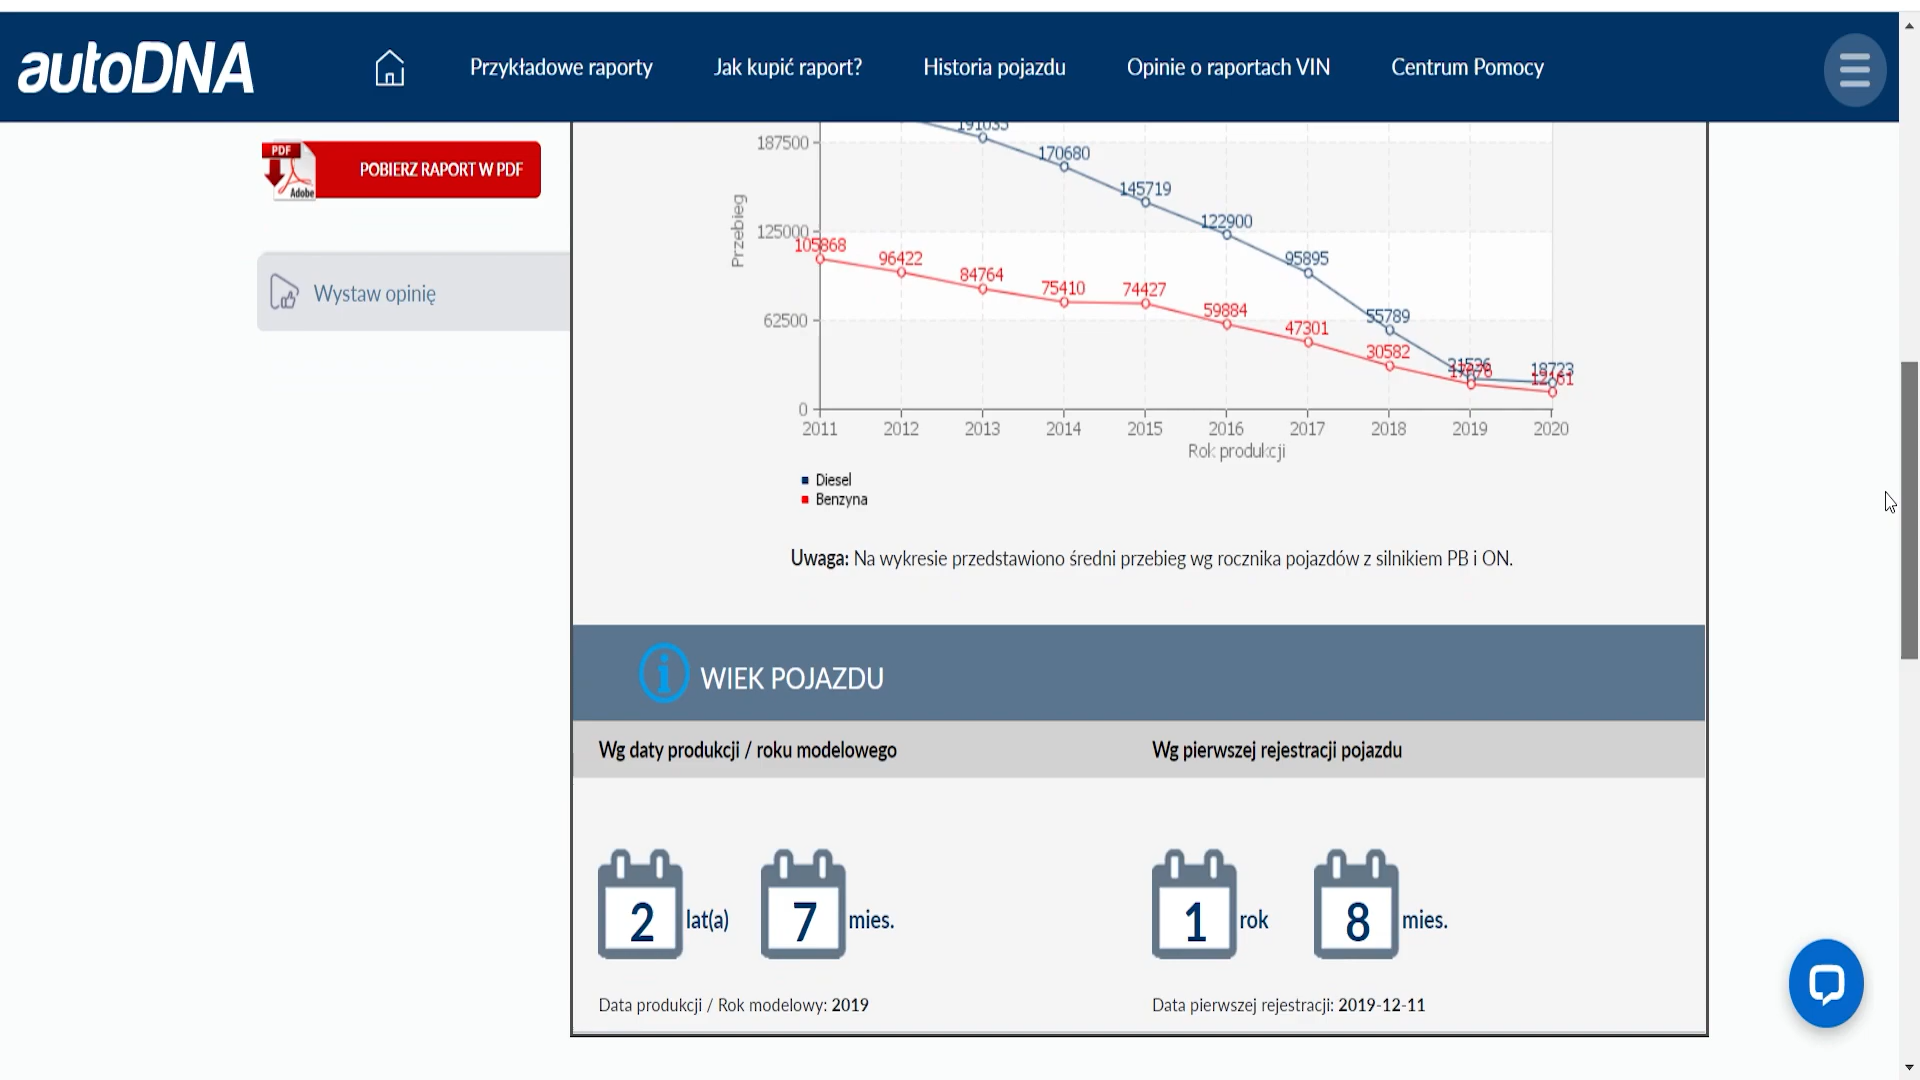 autoDNA
Przykładowe raporty
Jak kupić raport?
Historia pojazdu
Opinie o raportach VIN
Centrum Pomocy
PDF
Adobe
POBIERZ RAPORT W PDF
Wystaw opinię
187500
125000
62500
0
Przebieg
191035
170680
145719
122900
95895
55789
21526
18723
105868
96422
84764
75410
74427
59884
47301
30582
12161
2011 2012 2013 2014 2015 2016 2017 2018 2019 2020
Rok produkcji
Diesel
Benzyna
Uwaga: Na wykresie przedstawiono średni przebieg wg rocznika pojazdów z silnikiem PB i ON.
WIEK POJAZDU
Wg daty produkcji / roku modelowego
Wg pierwszej rejestracji pojazdu
2 lat(a) 7 mies.
1 rok 8 mies.
Data produkcji / Rok modelowy: 2019
Data pierwszej rejestracji: 2019-12-11